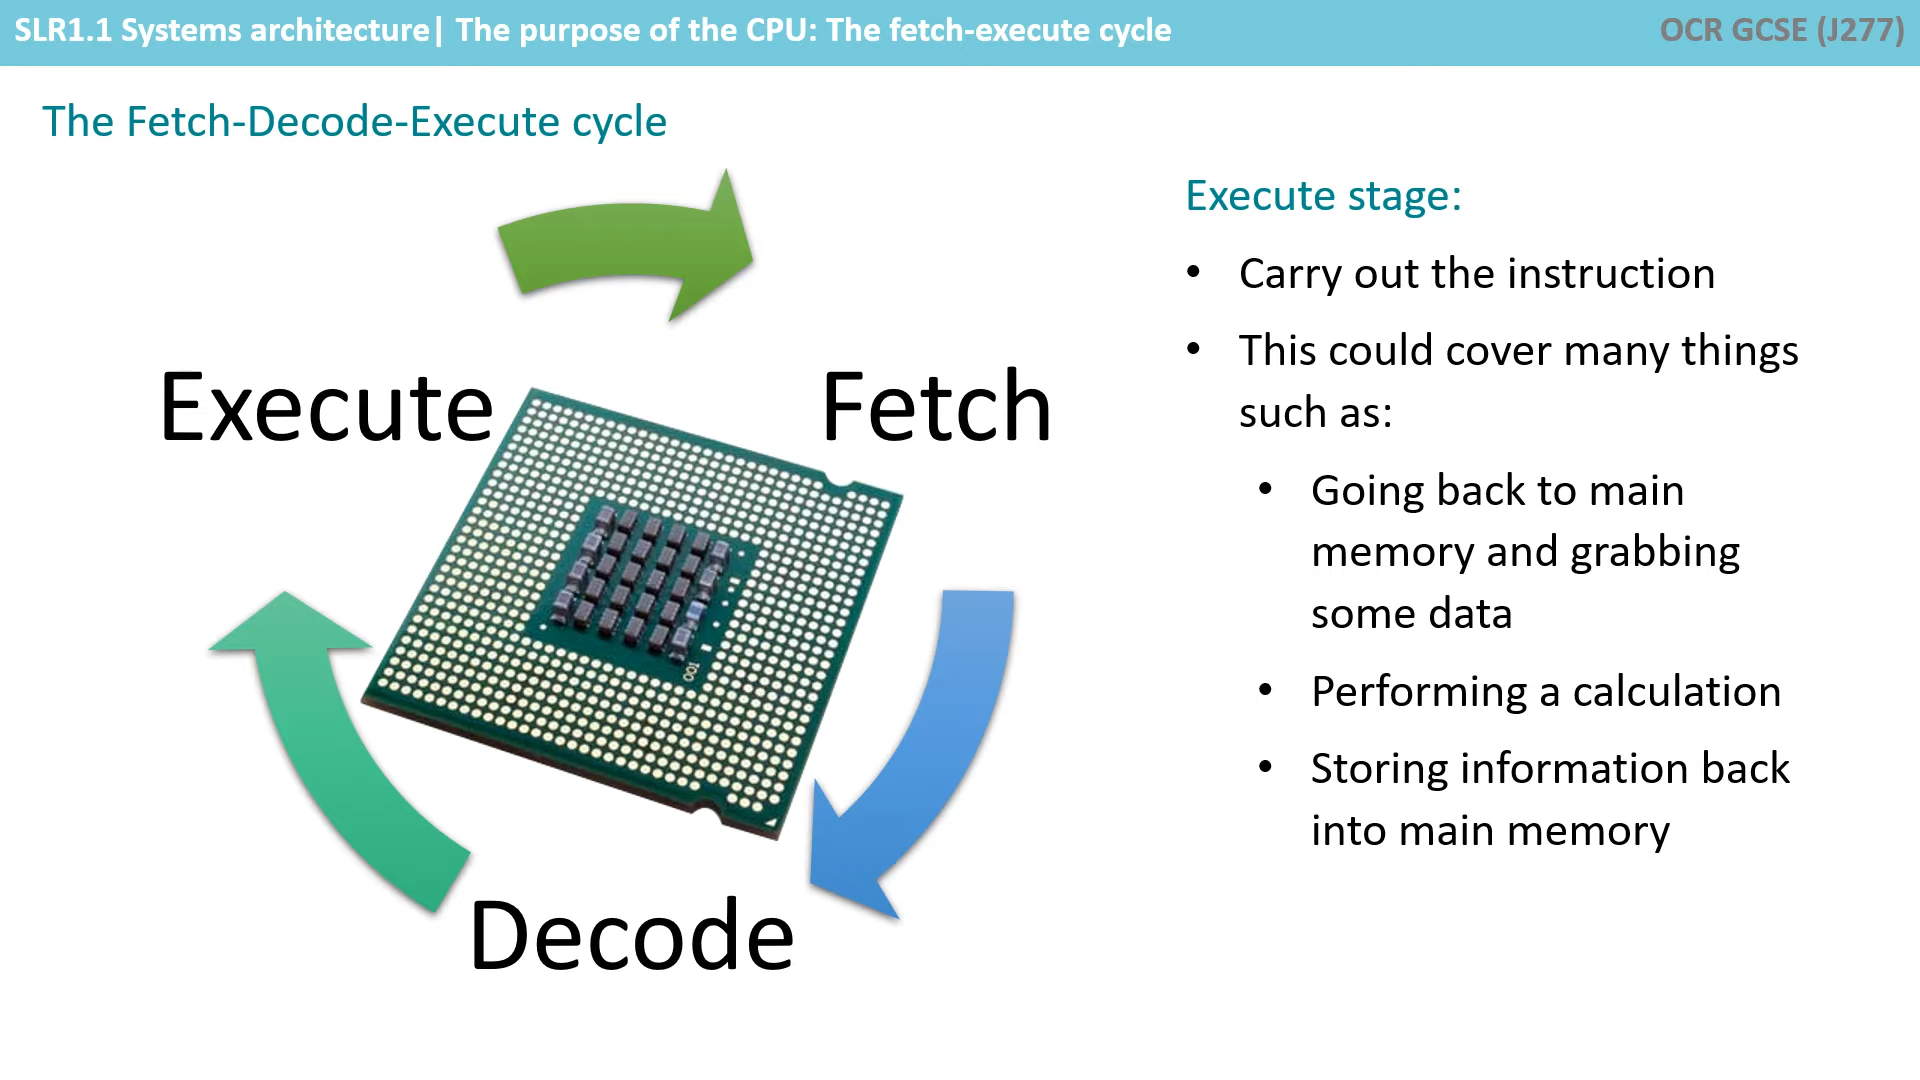 SLR1.1 Systems architecture| The purpose of the CPU: The fetch-execute cycle
OCR GCSE (J277)
The Fetch-Decode-Execute cycle
Execute
Fetch
Decode
001
Execute stage:
• Carry out the instruction
• This could cover many things
such as:
• Going back to main
memory and grabbing
some data
• Performing a calculation
• Storing information back
into main memory